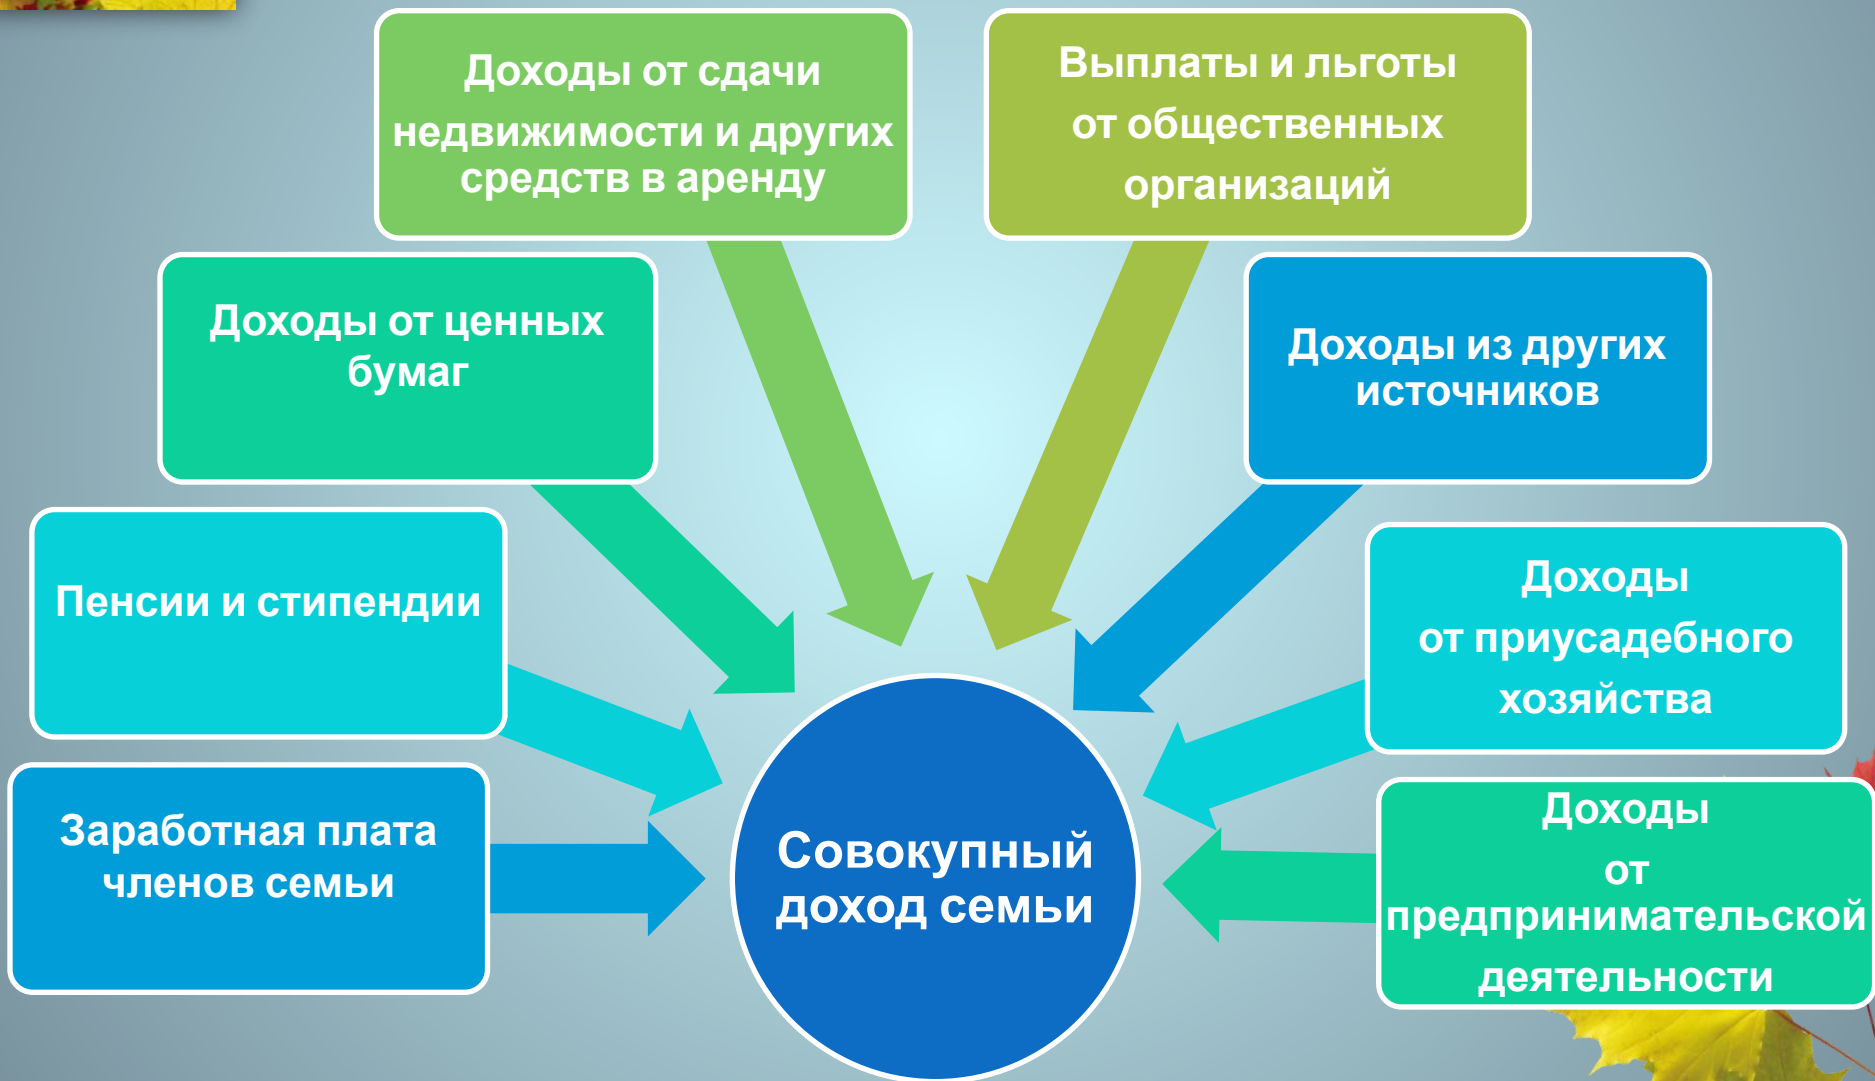 Доходы от сдачи
недвижимости и других
средств в аренду
Выплаты и льготы
от общественных
организаций
Доходы от ценных
бумаг
Доходы из других
источников
Пенсии и стипендии
Доходы
от приусадебного
хозяйства
Заработная плата
членов семьи
Доходы
от
предпринимательской
деятельности
Совокупный
доход семьи